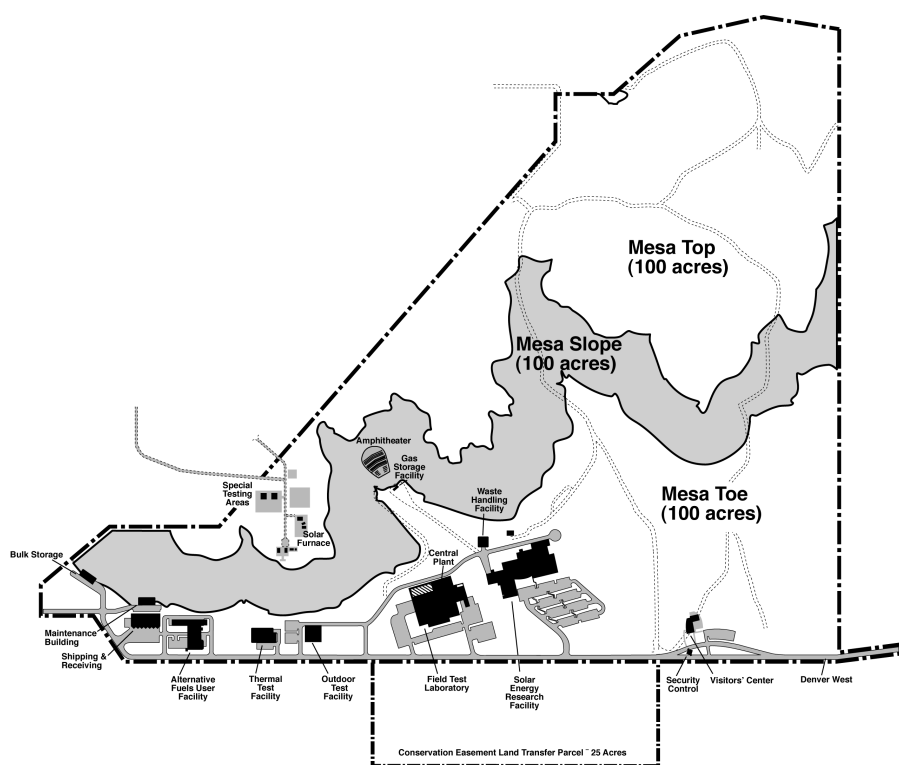 Mesa Top
(100 acres)
Mesa Slope
(100 acres)
Amphitheater
Gas
Storage
Facility
Special
Testing
Areas
Waste
Handling
Facility
Mesa Toe
(100 acres)
Solar
Furnace
Bulk Storage
Central
Plant
Maintenance
Building
Shipping &
Receiving
Alternative
Fuels User
Facility
Thermal
Test
Facility
Outdoor
Test
Facility
Field Test
Laboratory
Solar
Energy
Research
Facility
Security
Control
Visitors' Center
Denver West
Conservation Easement Land Transfer Parcel ~ 25 Acres